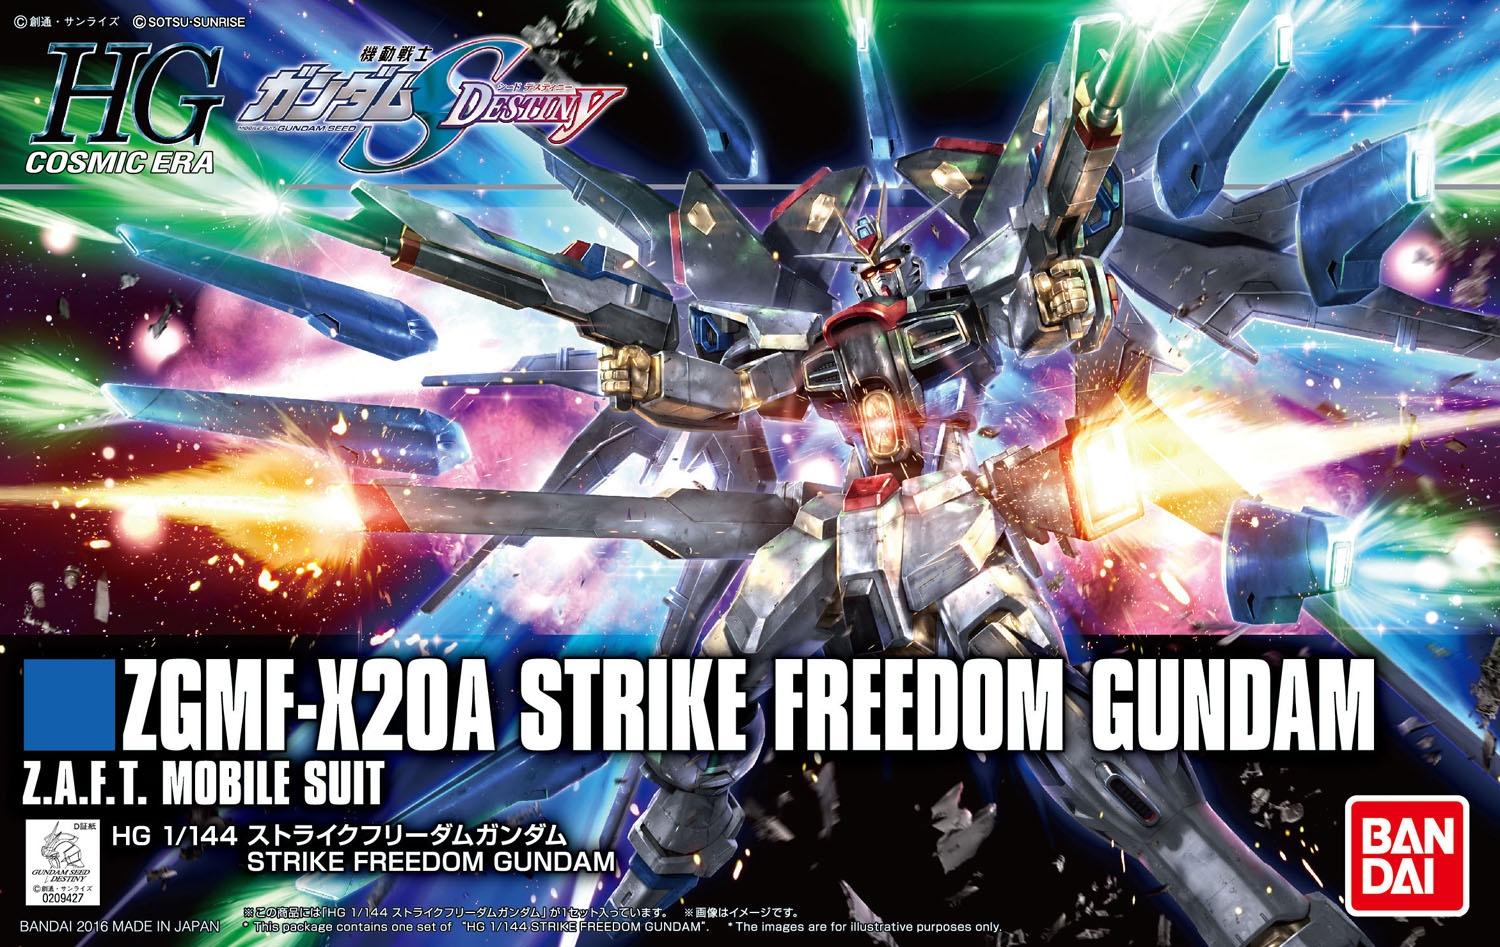 ©創通・サンライズ ©SOTSU・SUNRISE
HG
COSMIC ERA
機動戦士
ガンダムS
シード デスティニー
DESTINY
MOBILE SUIT GUNDAM SEED
ZGMF-X20A STRIKE FREEDOM GUNDAM
Z.A.F.T. MOBILE SUIT
D証紙
GUNDAM SEED
DESTINY
©創通・サンライズ
0209427
HG 1/144 ストライクフリーダムガンダム
STRIKE FREEDOM GUNDAM
BAN
DAI
BANDAI 2016 MADE IN JAPAN
※この商品には「HG 1/144 ストライクフリーダムガンダム」が1セット入っています。 ※画像はイメージです。
* This package contains one set of "HG 1/144 STRIKE FREEDOM GUNDAM". *The images are for illustrative purposes only.